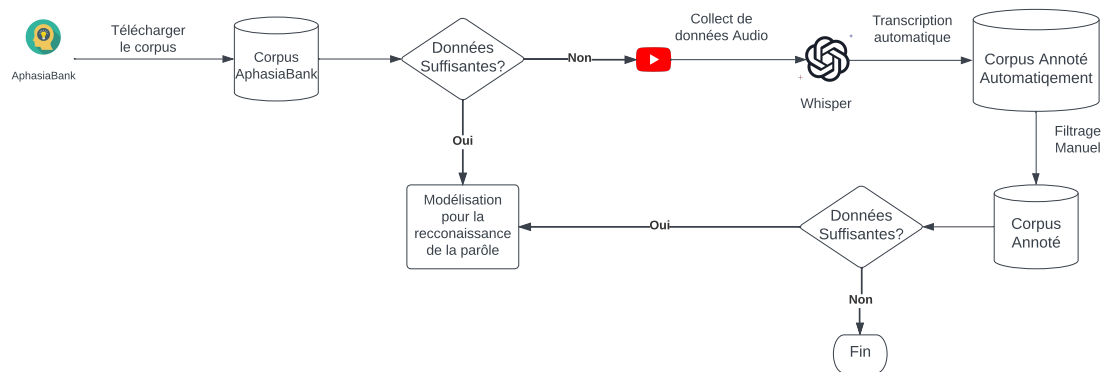 Télécharger
le corpus
AphasiaBank
Corpus
AphasiaBank
Données
Suffisantes?
Non
Collect de
données Audio
Whisper
Transcription
automatique
Corpus Annoté
Automatiqement
Filtrage
Manuel
Oui
Modélisation
pour la
recconaissance
de la parôle
Oui
Données
Suffisantes?
Corpus
Annoté
Non
Fin